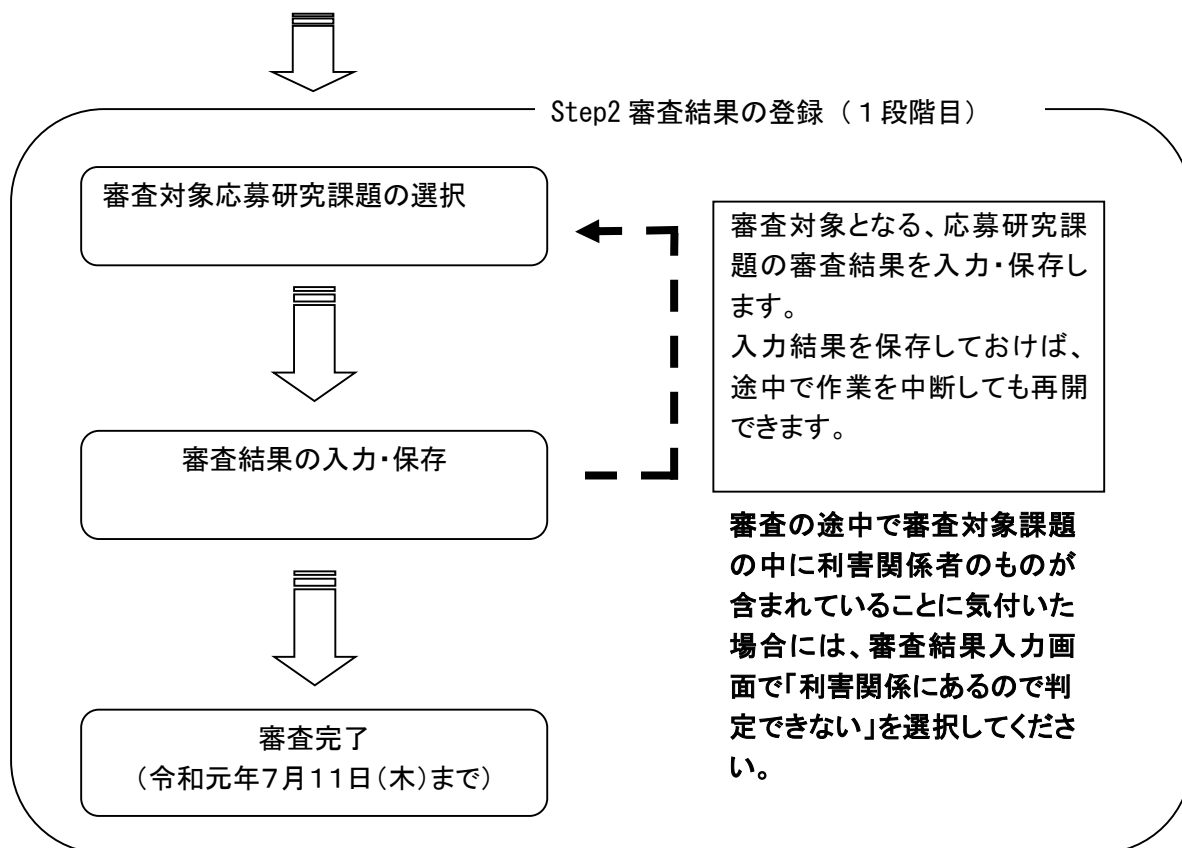 Step2 審査結果の登録（１段階目）
審査対象応募研究課題の選択
審査対象となる、応募研究課
題の審査結果を入力・保存し
ます。
入力結果を保存しておけば、
途中で作業を中断しても再開
できます。
審査結果の入力・保存
審査の途中で審査対象課題
の中に利害関係者のものが
含まれていることに気付いた
場合には、審査結果入力画
面で「利害関係にあるので判
定できない」を選択してくださ
い。
審査完了
（令和元年７月１１日（木）まで）